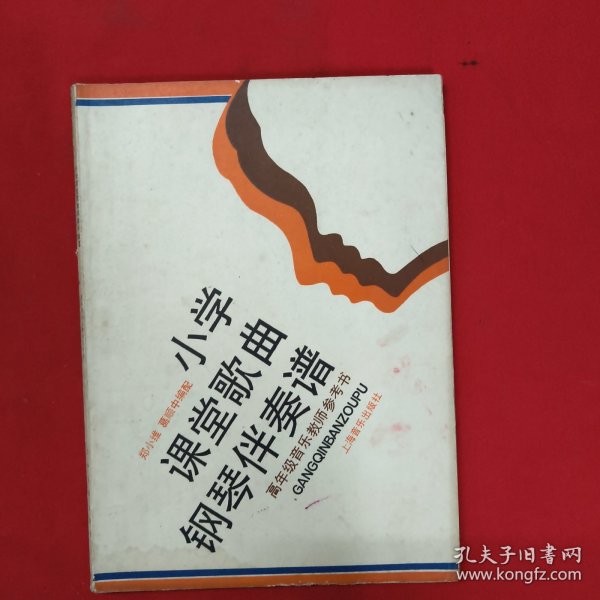 郑小维 葛顺中编配
小学
课堂歌曲
钢琴伴奏谱
高年级音乐教师参考书
GANGQINBANZOUPU
上海音乐出版社
孔夫子旧书网
www.kongfz.com